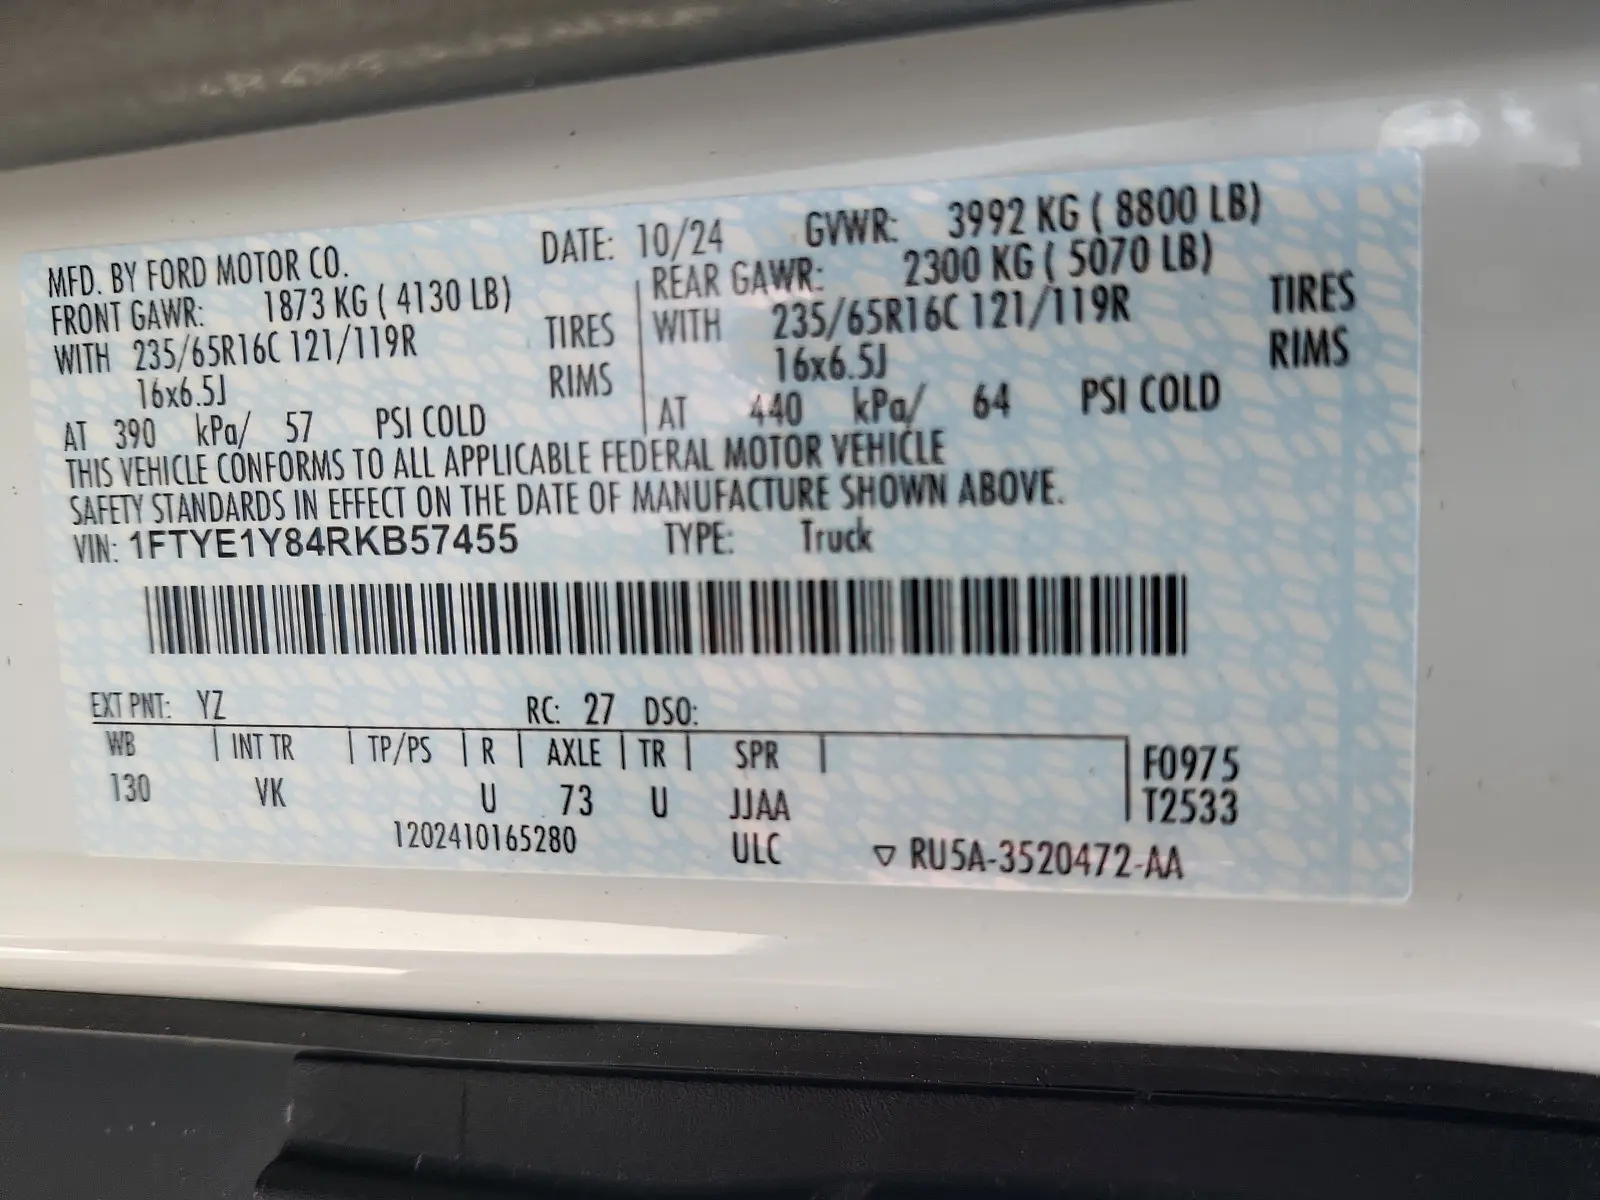 MFD. BY FORD MOTOR CO. DATE: 10/24 GVWR: 3992 KG ( 8800 LB)
FRONT GAWR: 1873 KG ( 4130 LB) REAR GAWR: 2300 KG ( 5070 LB)
WITH 235/65R16C 121/119R TIRES WITH 235/65R16C 121/119R TIRES
16x6.5J RIMS 16x6.5J RIMS
AT 390 kPa/ 57 PSI COLD AT 440 kPa/ 64 PSI COLD
THIS VEHICLE CONFORMS TO ALL APPLICABLE FEDERAL MOTOR VEHICLE
SAFETY STANDARDS IN EFFECT ON THE DATE OF MANUFACTURE SHOWN ABOVE.
VIN: 1FTYE1Y84RKB57455 TYPE: Truck
EXT PNT: YZ RC: 27 DSO:
WB INT TR TP/PS R AXLE TR SPR F0975
130 VK U 73 U JJAA T2533
1202410165280 ULC ▽ RU5A-3520472-AA